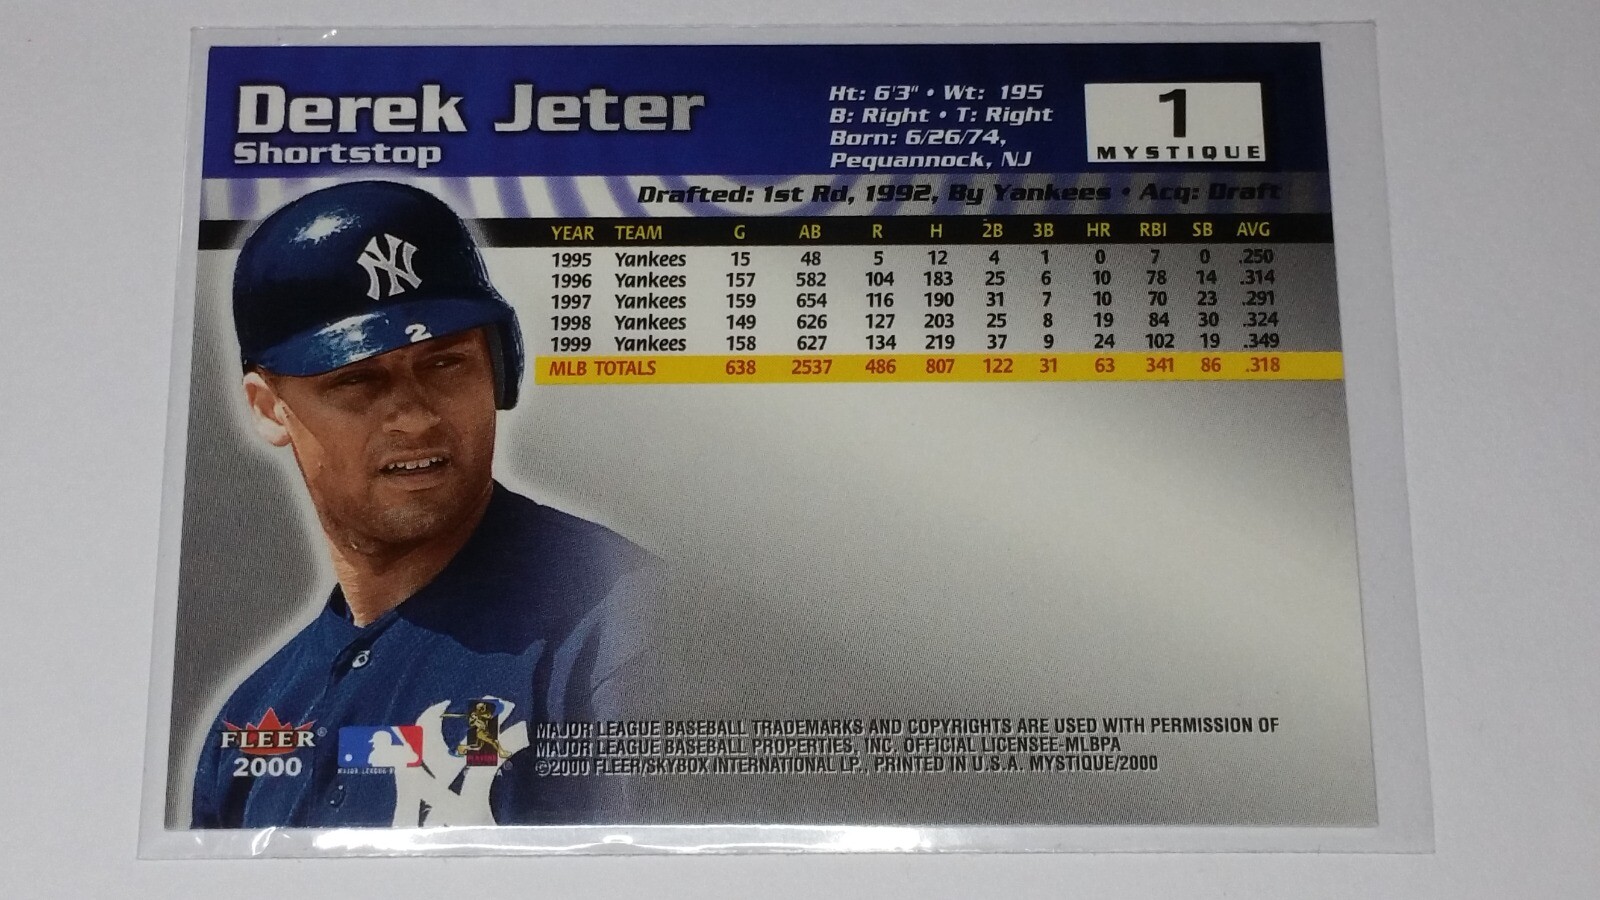 Derek Jeter
Shortstop
Ht: 6'3" • Wt: 195
B: Right • T: Right
Born: 6/26/74,
Pequannock, NJ
1
MYSTIQUE
Drafted: 1st Rd, 1992, By Yankees • Acq: Draft
YEAR TEAM G AB R H 2B 3B HR RBI SB AVG
1995 Yankees 15 48 5 12 4 1 0 7 0 .250
1996 Yankees 157 582 104 183 25 6 10 78 14 .314
1997 Yankees 159 654 116 190 31 7 10 70 23 .291
1998 Yankees 149 626 127 203 25 8 19 84 30 .324
1999 Yankees 158 627 134 219 37 9 24 102 19 .349
MLB TOTALS 638 2537 486 807 122 31 63 341 86 .318
NY
2
FLEER®
2000
MAJOR LEAGUE BASEBALL TRADEMARKS AND COPYRIGHTS ARE USED WITH PERMISSION OF
MAJOR LEAGUE BASEBALL PROPERTIES, INC. OFFICIAL LICENSEE-MLBPA
©2000 FLEER/SKYBOX INTERNATIONAL LP., PRINTED IN U.S.A. MYSTIQUE/2000